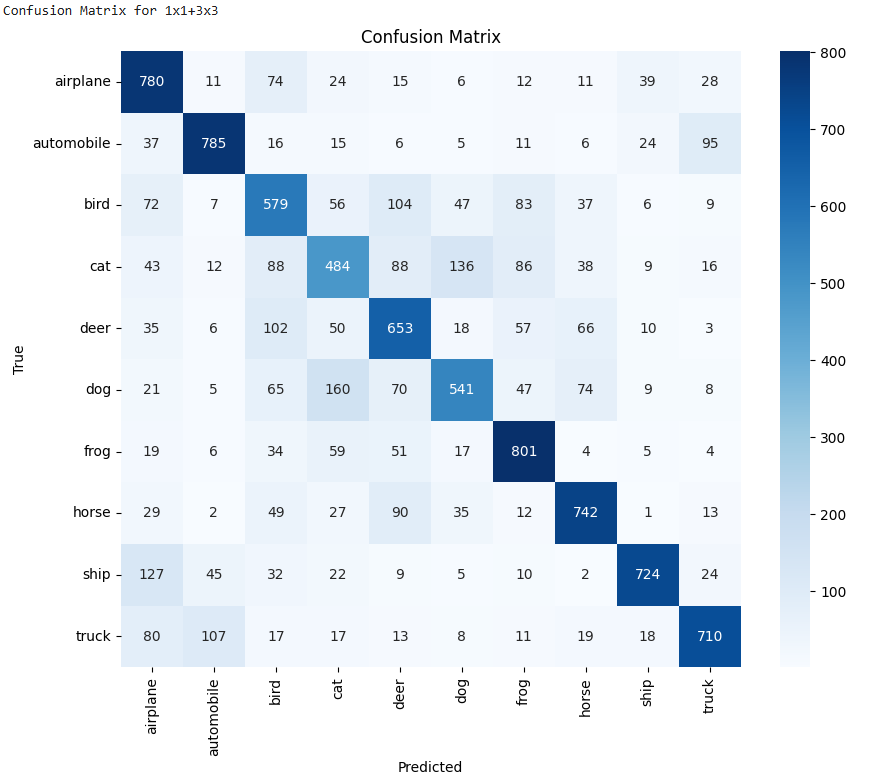 Confusion Matrix for 1x1+3x3
Confusion Matrix
airplane 780 11 74 24 15 6 12 11 39 28
automobile 37 785 16 15 6 5 11 6 24 95
bird 72 7 579 56 104 47 83 37 6 9
cat 43 12 88 484 88 136 86 38 9 16
deer 35 6 102 50 653 18 57 66 10 3
dog 21 5 65 160 70 541 47 74 9 8
frog 19 6 34 59 51 17 801 4 5 4
horse 29 2 49 27 90 35 12 742 1 13
ship 127 45 32 22 9 5 10 2 724 24
truck 80 107 17 17 13 8 11 19 18 710
True
airplane automobile bird cat deer dog frog horse ship truck
Predicted
800
700
600
500
400
300
200
100